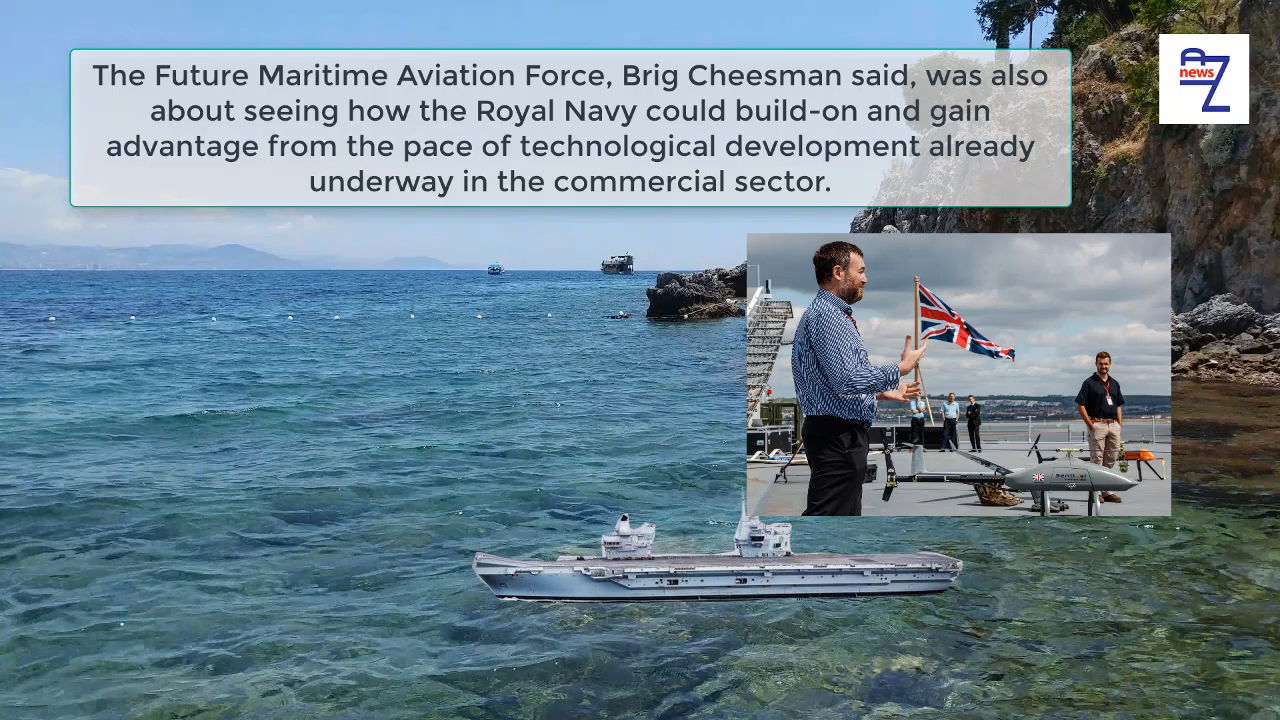 The Future Maritime Aviation Force, Brig Cheesman said, was also
about seeing how the Royal Navy could build-on and gain
advantage from the pace of technological development already
underway in the commercial sector.
AZ
news